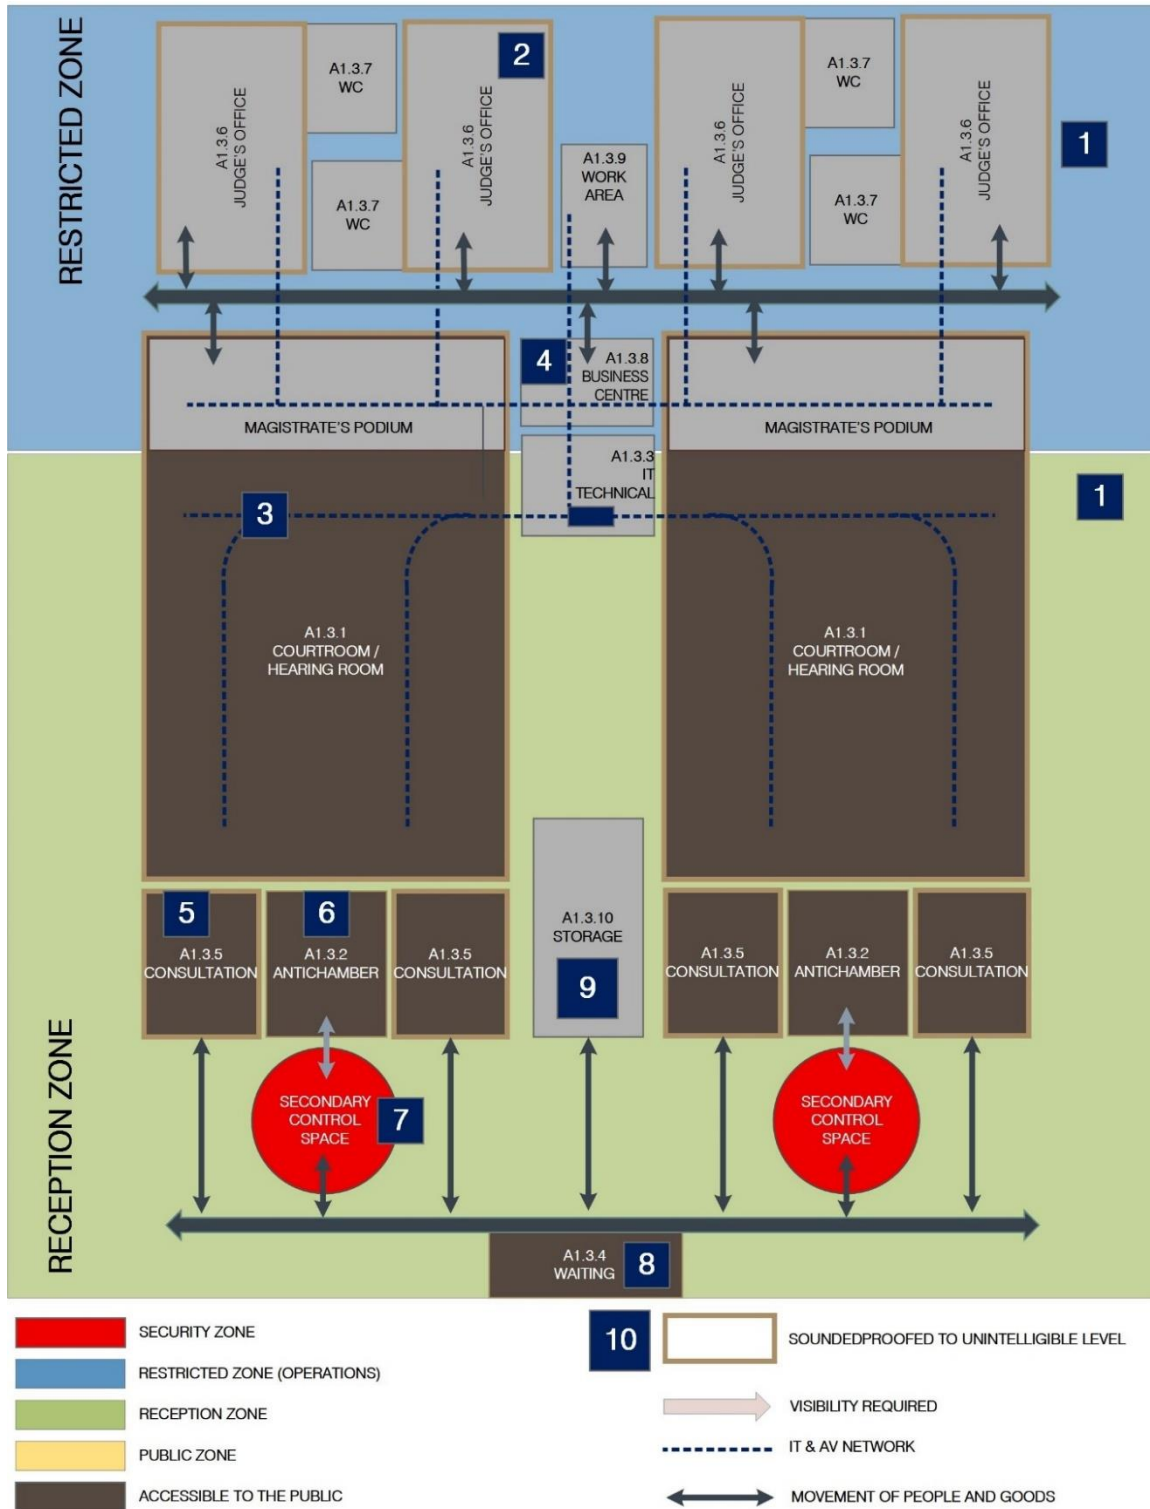 RESTRICTED ZONE
A1.3.6
JUDGE'S OFFICE
A1.3.7
WC
A1.3.7
WC
2
A1.3.6
JUDGE'S OFFICE
A1.3.9
WORK
AREA
A1.3.6
JUDGE'S OFFICE
A1.3.7
WC
A1.3.7
WC
A1.3.6
JUDGE'S OFFICE
1
MAGISTRATE'S PODIUM
4
A1.3.8
BUSINESS
CENTRE
MAGISTRATE'S PODIUM
A1.3.3
IT
TECHNICAL
1
3
A1.3.1
COURTROOM /
HEARING ROOM
A1.3.1
COURTROOM /
HEARING ROOM
RECEPTION ZONE
5
A1.3.5
CONSULTATION
6
A1.3.2
ANTICHAMBER
A1.3.5
CONSULTATION
A1.3.10
STORAGE
9
A1.3.5
CONSULTATION
A1.3.2
ANTICHAMBER
A1.3.5
CONSULTATION
SECONDARY
CONTROL
SPACE
7
SECONDARY
CONTROL
SPACE
A1.3.4
WAITING
8
SECURITY ZONE
RESTRICTED ZONE (OPERATIONS)
RECEPTION ZONE
PUBLIC ZONE
ACCESSIBLE TO THE PUBLIC
10
SOUNDEDPROOFED TO UNINTELLIGIBLE LEVEL
VISIBILITY REQUIRED
IT & AV NETWORK
MOVEMENT OF PEOPLE AND GOODS